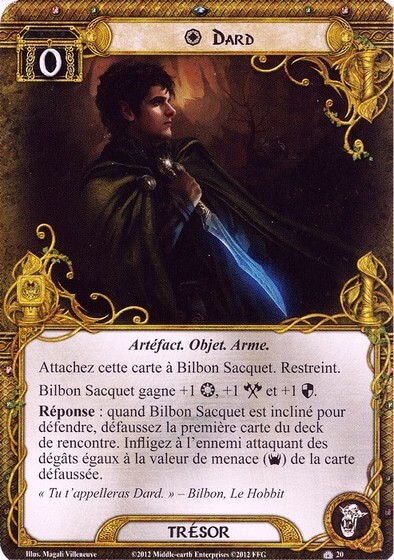 Dard
0
Artéfact. Objet. Arme.
Attachez cette carte à Bilbon Sacquet. Restreint.
Bilbon Sacquet gagne +1 , +1 et +1 .
Réponse : quand Bilbon Sacquet est incliné pour
défendre, défaussez la première carte du deck
de rencontre. Infligez à l'ennemi attaquant des
dégâts égaux à la valeur de menace ( ) de la carte
défaussée.
« Tu t'appelleras Dard. » – Bilbon, Le Hobbit
TRÉSOR
Illus. Magali Villeneuve
©2012 Middle-earth Enterprises ©2012 FFG
20